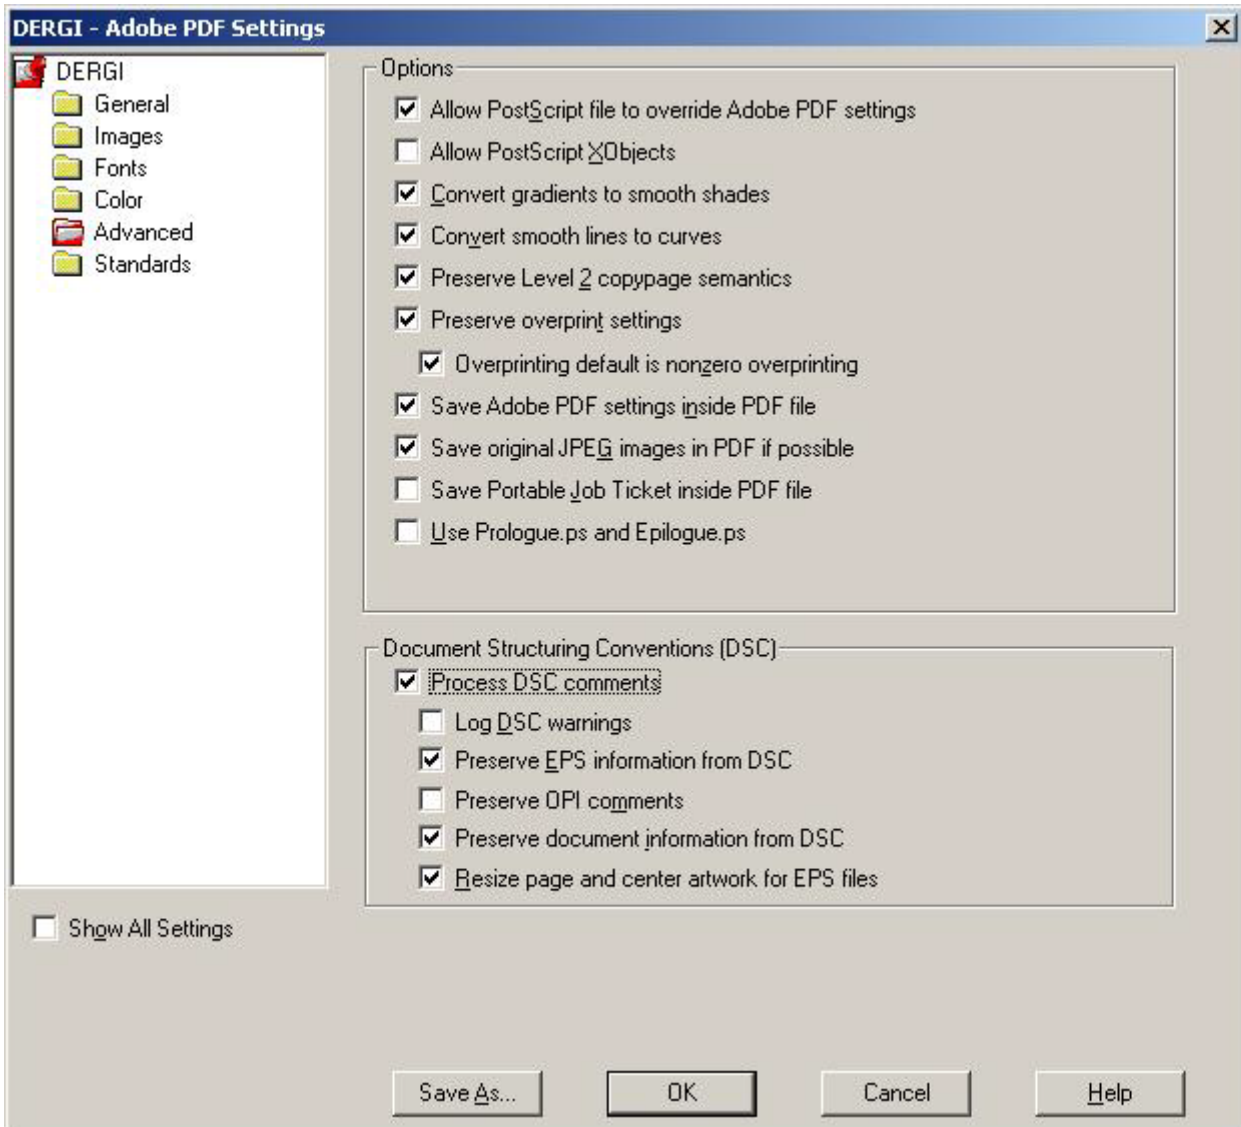 DERGI - Adobe PDF Settings
DERGI
General
Images
Fonts
Color
Advanced
Standards
Show All Settings
Options
Allow PostScript file to override Adobe PDF settings
Allow PostScript XObjects
Convert gradients to smooth shades
Convert smooth lines to curves
Preserve Level 2 copypage semantics
Preserve overprint settings
Overprinting default is nonzero overprinting
Save Adobe PDF settings inside PDF file
Save original JPEG images in PDF if possible
Save Portable Job Ticket inside PDF file
Use Prologue.ps and Epilogue.ps
Document Structuring Conventions (DSC)
Process DSC comments
Log DSC warnings
Preserve EPS information from DSC
Preserve OPI comments
Preserve document information from DSC
Resize page and center artwork for EPS files
Save As... OK Cancel Help